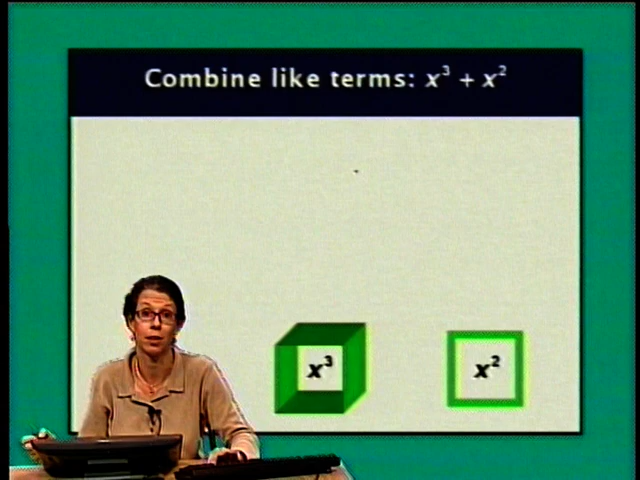 Combine like terms: x³ + x²
x³
x²